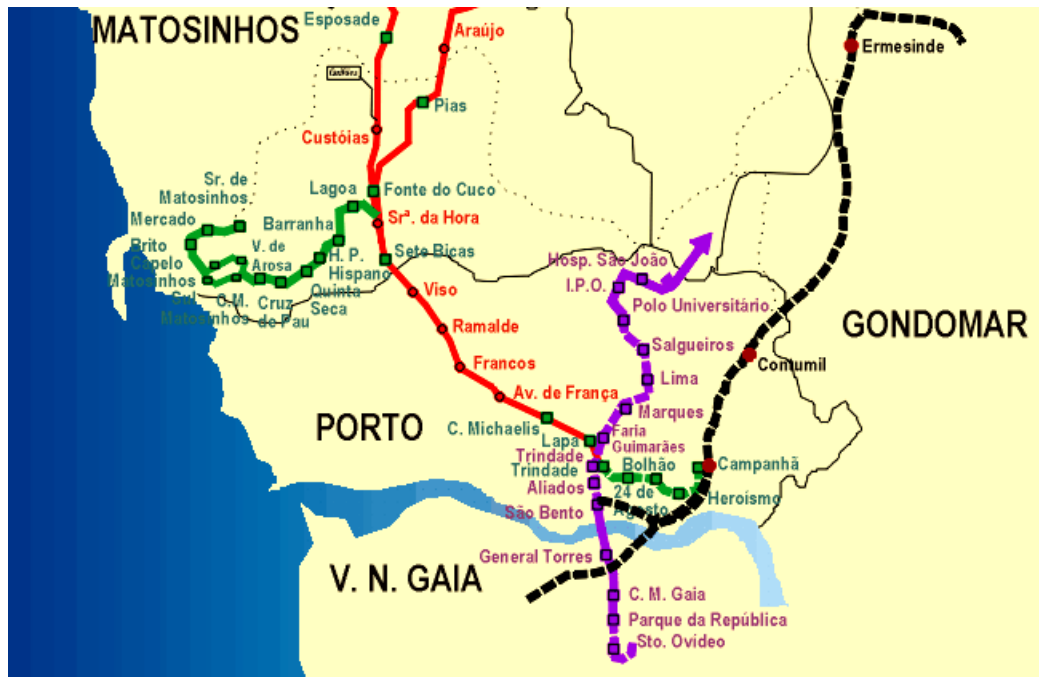 MATOSINHOS
Esposade
Araújo
Ermesinde
Pias
Custóias
Sr. de
Matosinhos
Lagoa
Fonte do Cuco
Mercado
Barranha
Srª. da Hora
Brito
Capelo
V. de
Arosa
H. P.
Hispano
Sete Bicas
Matosinhos
Sul
C.M.
Matosinhos
Cruz
de Pau
Quinta
Seca
Viso
Hosp. São João
I.P.O.
Polo Universitário
Ramalde
GONDOMAR
Salgueiros
Contumil
Francos
Lima
Av. de França
Marques
PORTO
C. Michaelis
Lapa
Faria
Guimarães
Trindade
Trindade
Bolhão
Campanhã
Aliados
24 de
Agosto
Heroísmo
São Bento
General Torres
V. N. GAIA
C. M. Gaia
Parque da República
Sto. Ovideo